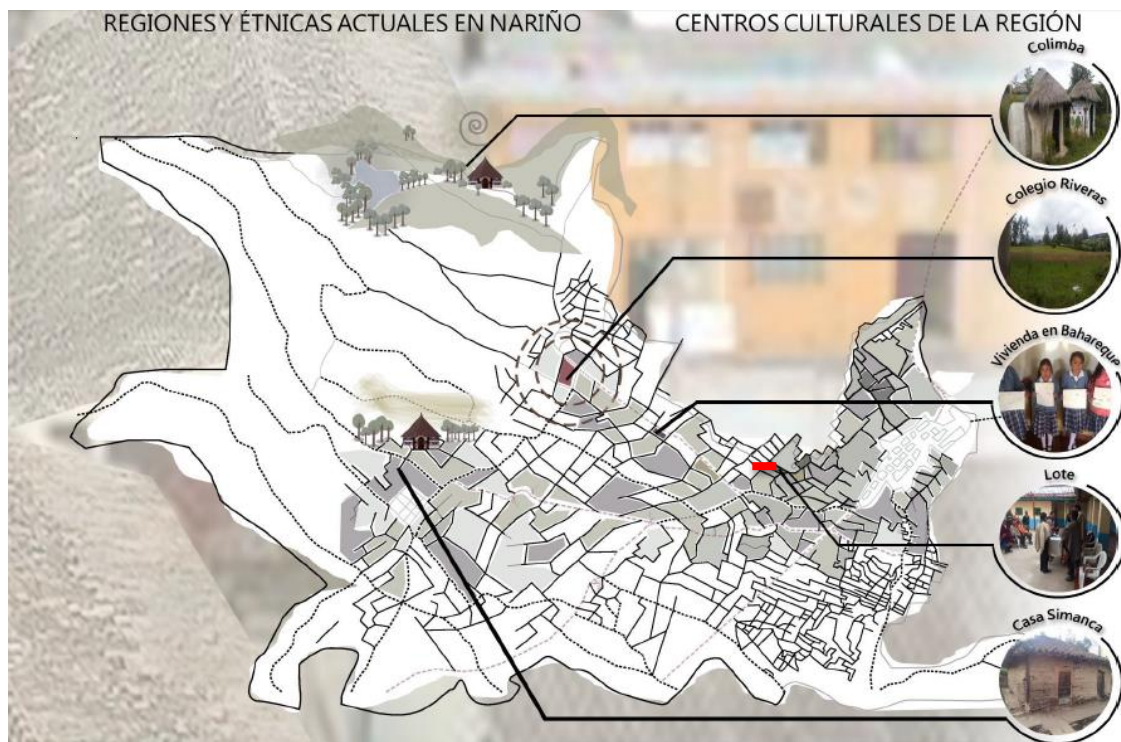 REGIONES Y ÉTNICAS ACTUALES EN NARIÑO
CENTROS CULTURALES DE LA REGIÓN
Colimba
Colegio Riveras
Vivienda en Bahareque
Lote
Casa Simanca